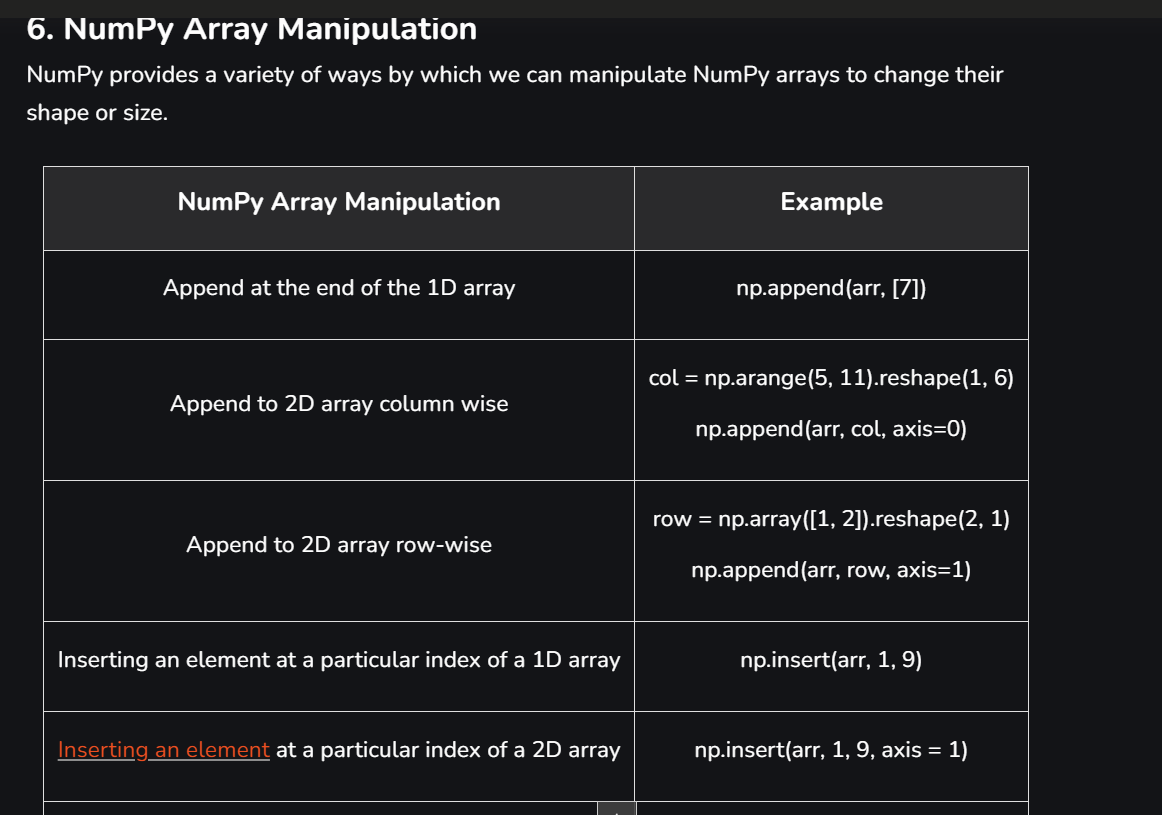 6. NumPy Array Manipulation
NumPy provides a variety of ways by which we can manipulate NumPy arrays to change their
shape or size.
NumPy Array Manipulation
Example
Append at the end of the 1D array
np.append(arr, [7])
Append to 2D array column wise
col = np.arange(5, 11).reshape(1, 6)
np.append(arr, col, axis=0)
Append to 2D array row-wise
row = np.array([1, 2]).reshape(2, 1)
np.append(arr, row, axis=1)
Inserting an element at a particular index of a 1D array
np.insert(arr, 1, 9)
Inserting an element at a particular index of a 2D array
np.insert(arr, 1, 9, axis = 1)